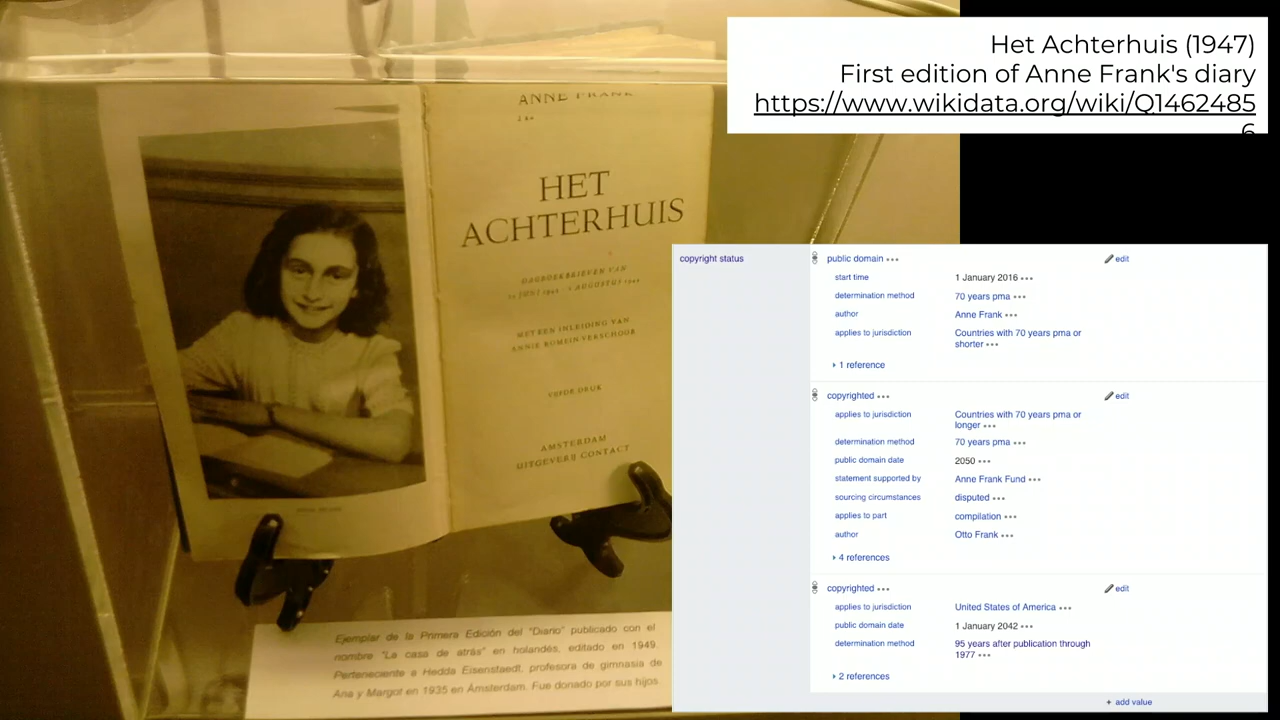 Het Achterhuis (1947)
First edition of Anne Frank's diary
https://www.wikidata.org/wiki/Q1462485
6
ANNE FRANK
HET
ACHTERHUIS
DAGBOEKBRIEVEN VAN
MET EEN INLEIDING VAN
ANNIE ROMEIN-VERSCHOOR
VIJFDE DRUK
AMSTERDAM
UITGEVERIJ CONTACT
Ejemplar de la Primera Edición del "Diario" publicado con el
nombre "La casa de atrás" en holandés, editado en 1949.
Perteneciente a Hedda Eisenstaedt, profesora de gimnasia de
Ana y Margot en 1935 en Ámsterdam. Fue donado por sus hijos.
copyright status
public domain •••
edit
start time 1 January 2016 •••
determination method 70 years pma •••
author Anne Frank •••
applies to jurisdiction Countries with 70 years pma or
shorter •••
1 reference
copyrighted •••
edit
applies to jurisdiction Countries with 70 years pma or
longer •••
determination method 70 years pma •••
public domain date 2050 •••
statement supported by Anne Frank Fund •••
sourcing circumstances disputed •••
applies to part compilation •••
author Otto Frank •••
4 references
copyrighted •••
edit
applies to jurisdiction United States of America •••
public domain date 1 January 2042 •••
determination method 95 years after publication through
1977 •••
2 references
+ add value